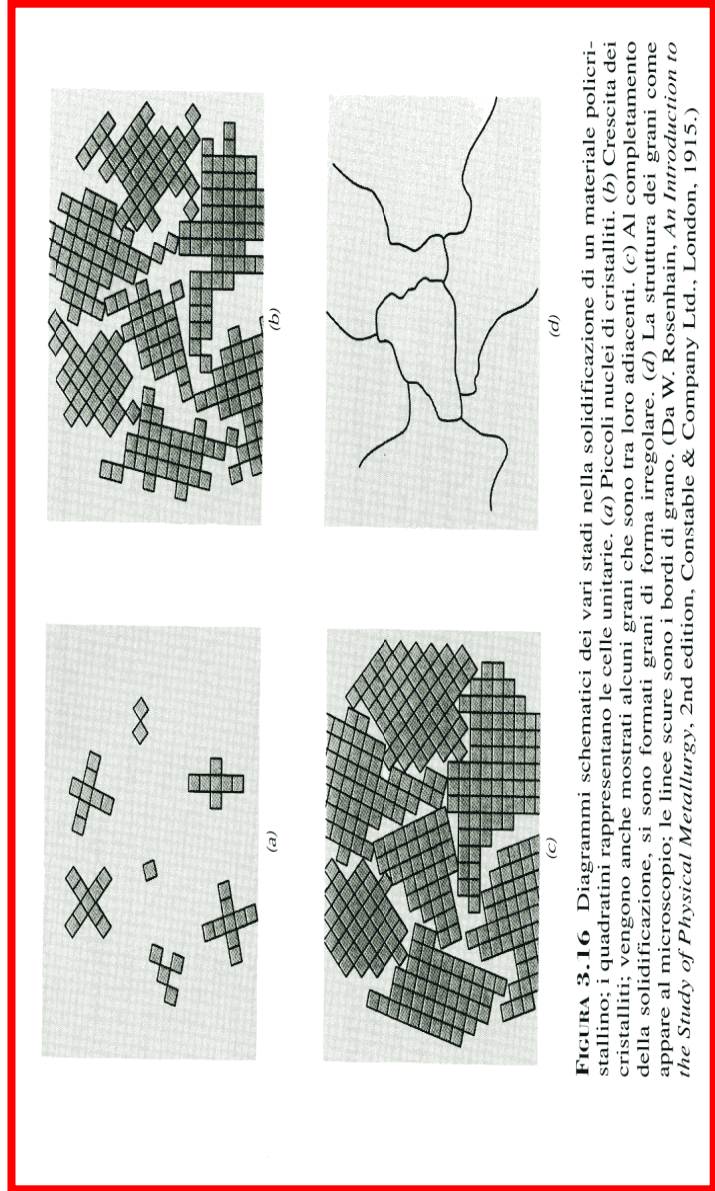 (a)
(b)
(c)
(d)
FIGURA 3.16 Diagrammi schematici dei vari stadi nella solidificazione di un materiale policri-
stallino; i quadratini rappresentano le celle unitarie. (a) Piccoli nuclei di cristalliti. (b) Crescita dei
cristalliti; vengono anche mostrati alcuni grani che sono tra loro adiacenti. (c) Al completamento
della solidificazione, si sono formati grani di forma irregolare. (d) La struttura dei grani come
appare al microscopio; le linee scure sono i bordi di grano. (Da W. Rosenhain, An Introduction to
the Study of Physical Metallurgy, 2nd edition, Constable & Company Ltd., London, 1915.)